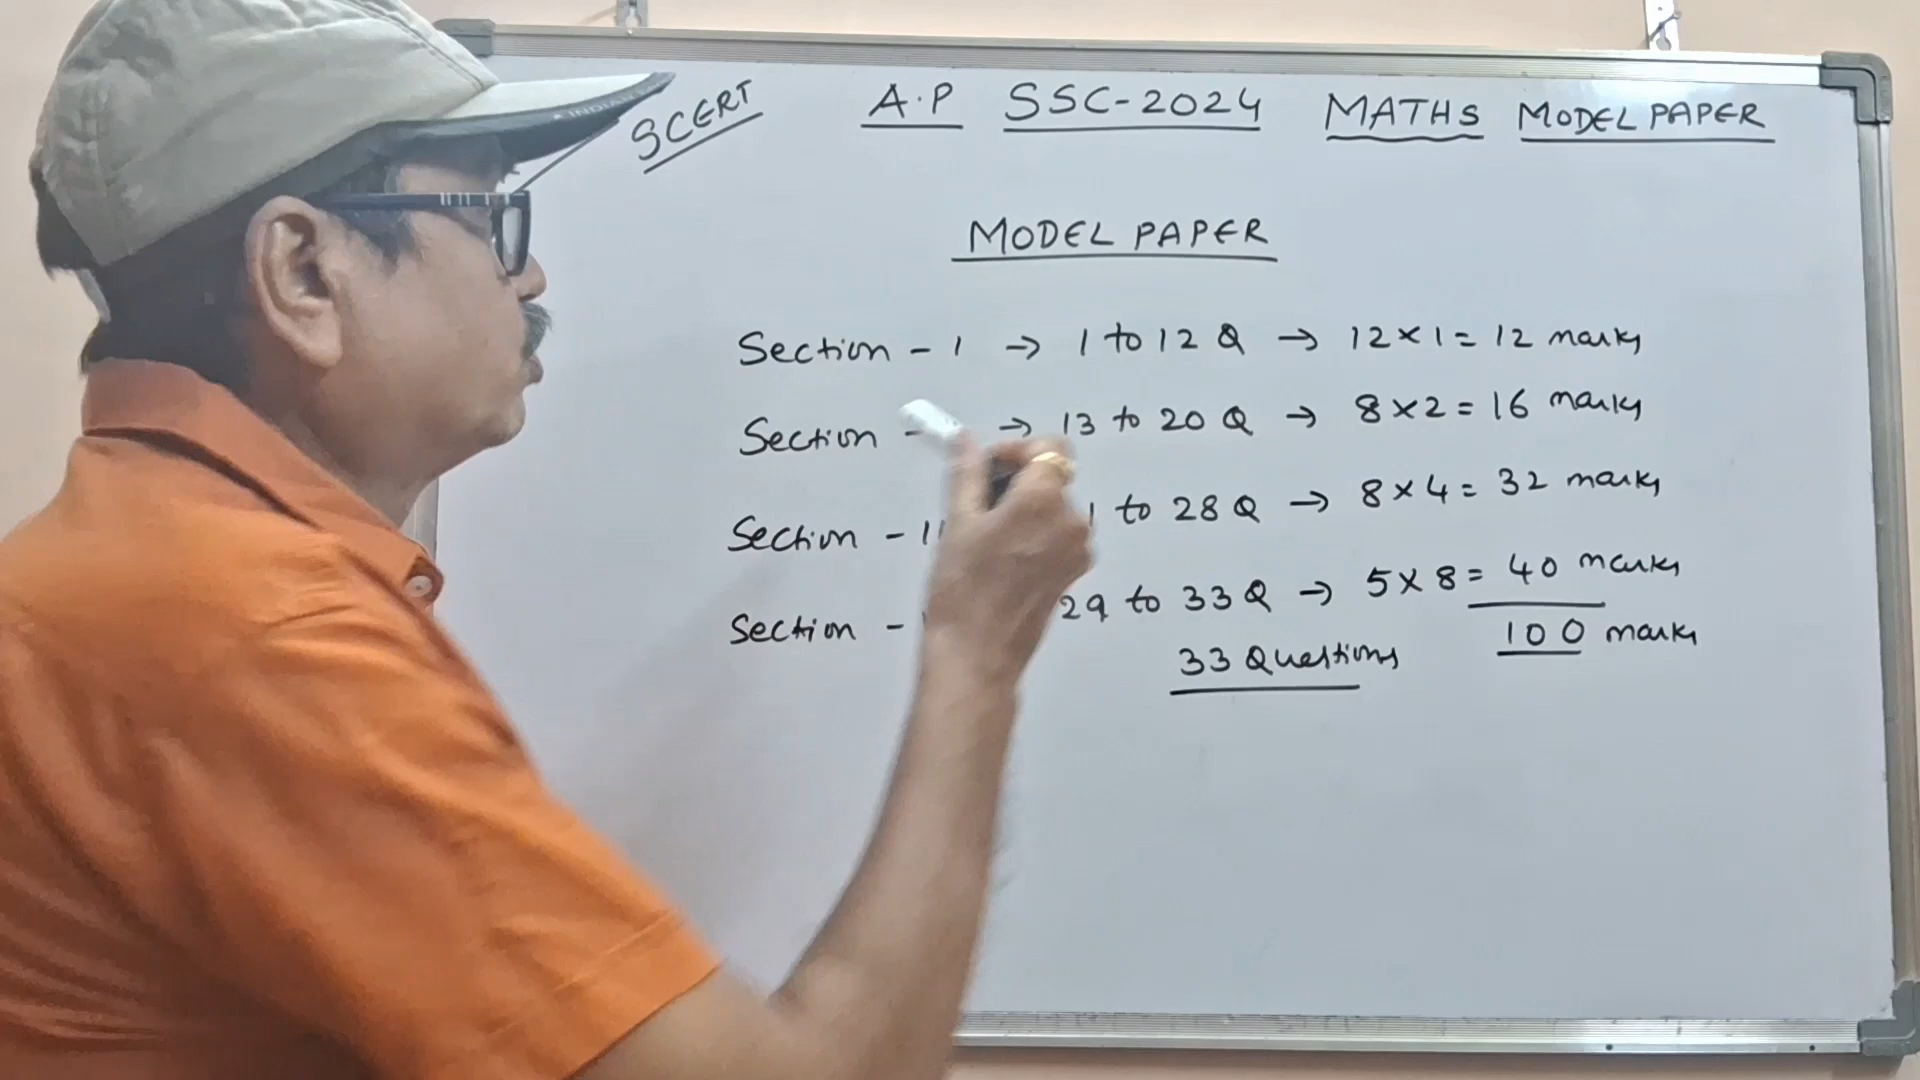 SCERT A.P SSC-2024 MATHS MODEL PAPER
MODEL PAPER
Section - 1 → 1 to 12 Q → 12 × 1 = 12 marks
Section - → 13 to 20 Q → 8 × 2 = 16 marks
Section - 1 to 28 Q → 8 × 4 = 32 marks
Section - 29 to 33 Q → 5 × 8 = 40 marks
33 Questions 100 marks